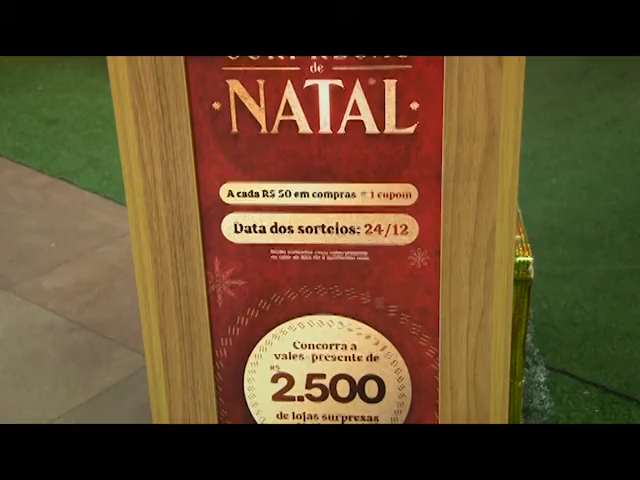 de
NATAL
A cada R$ 50 em compras = 1 cupom
Data dos sorteios: 24/12
Concorra a
vales-presente de
R$
2.500
de lojas surpresas